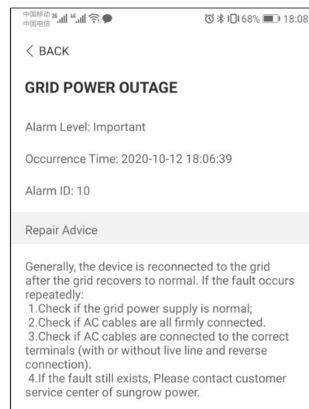 中国移动 2G 4G 68% 18:08
中国电信
< BACK
GRID POWER OUTAGE
Alarm Level: Important
Occurrence Time: 2020-10-12 18:06:39
Alarm ID: 10
Repair Advice
Generally, the device is reconnected to the grid
after the grid recovers to normal. If the fault occurs
repeatedly:
1.Check if the grid power supply is normal;
2.Check if AC cables are all firmly connected.
3.Check if AC cables are connected to the correct
terminals (with or without live line and reverse
connection).
4.If the fault still exists, Please contact customer
service center of sungrow power.